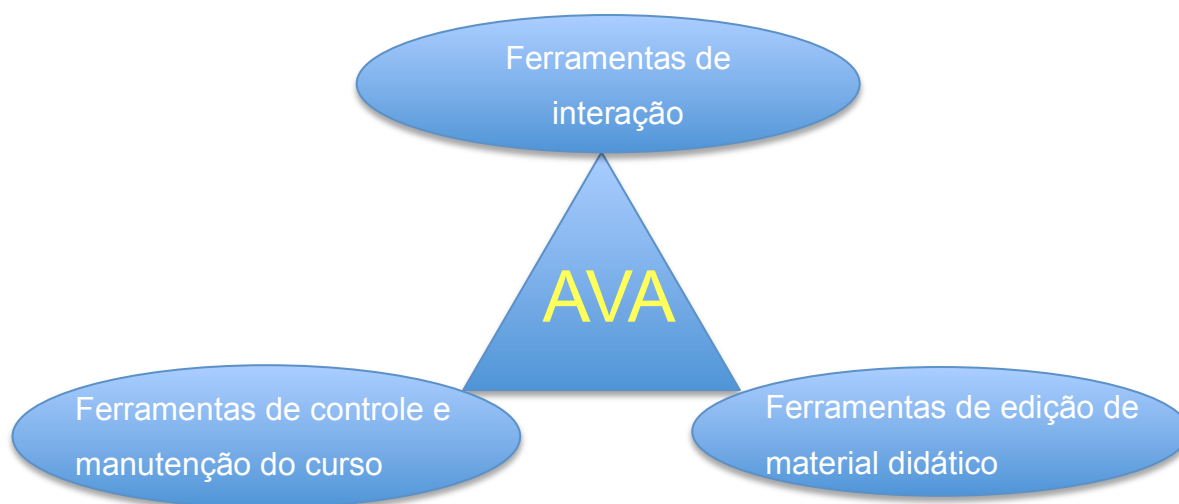 Ferramentas de
interação
AVA
Ferramentas de controle e
manutenção do curso
Ferramentas de edição de
material didático